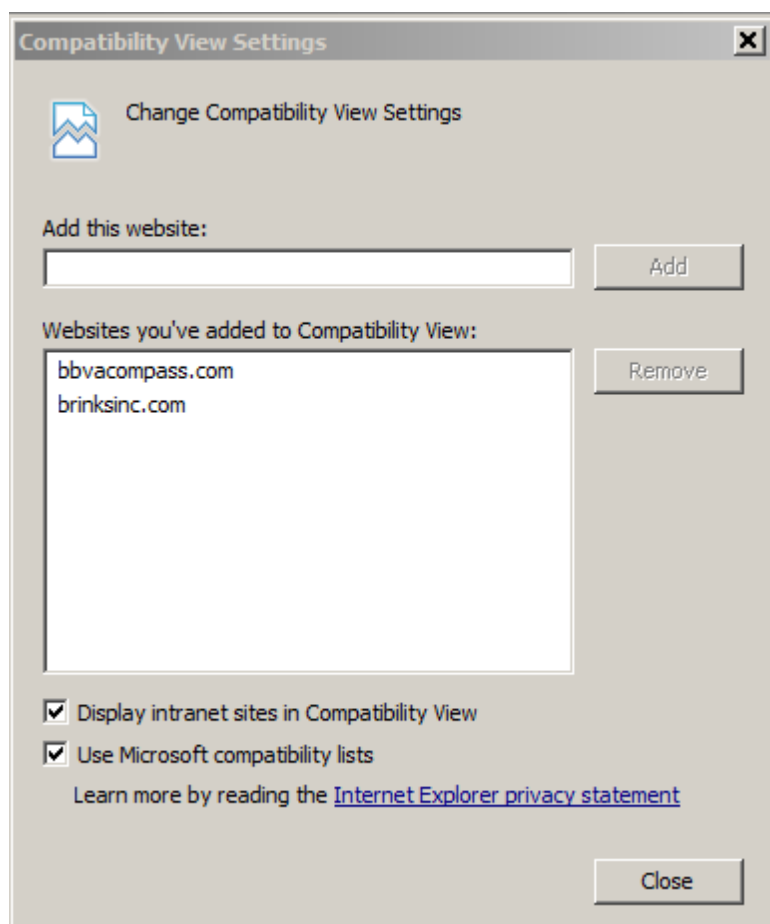 Compatibility View Settings
Change Compatibility View Settings
Add this website:
Add
Websites you've added to Compatibility View:
bbvacompass.com
brinksinc.com
Remove
Display intranet sites in Compatibility View
Use Microsoft compatibility lists
Learn more by reading the Internet Explorer privacy statement
Close